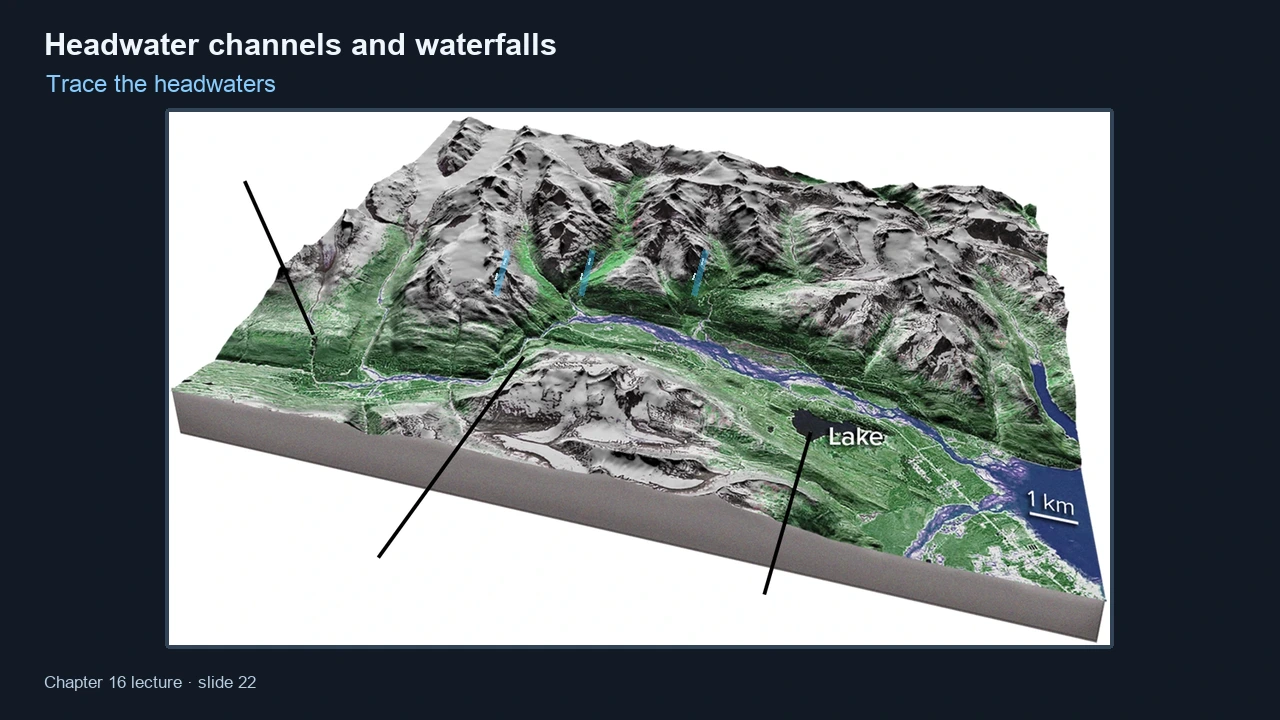 Headwater channels and waterfalls
Trace the headwaters
Lake
1 km
Chapter 16 lecture · slide 22